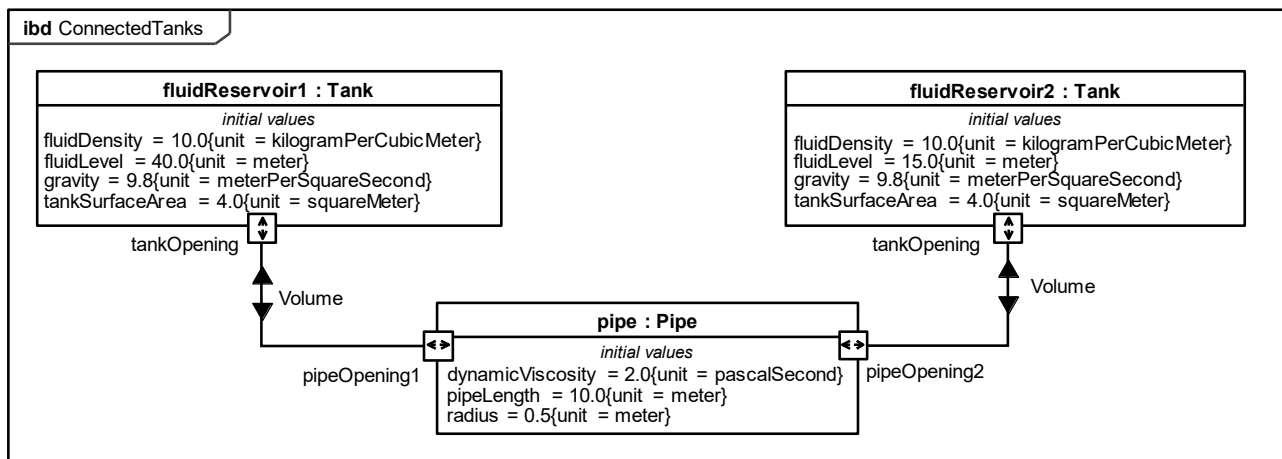 ibd ConnectedTanks
fluidReservoir1 : Tank
initial values
fluidDensity = 10.0{unit = kilogramPerCubicMeter}
fluidLevel = 40.0{unit = meter}
gravity = 9.8{unit = meterPerSquareSecond}
tankSurfaceArea = 4.0{unit = squareMeter}
tankOpening
Volume
fluidReservoir2 : Tank
initial values
fluidDensity = 10.0{unit = kilogramPerCubicMeter}
fluidLevel = 15.0{unit = meter}
gravity = 9.8{unit = meterPerSquareSecond}
tankSurfaceArea = 4.0{unit = squareMeter}
tankOpening
Volume
pipe : Pipe
initial values
dynamicViscosity = 2.0{unit = pascalSecond}
pipeLength = 10.0{unit = meter}
radius = 0.5{unit = meter}
pipeOpening1
pipeOpening2